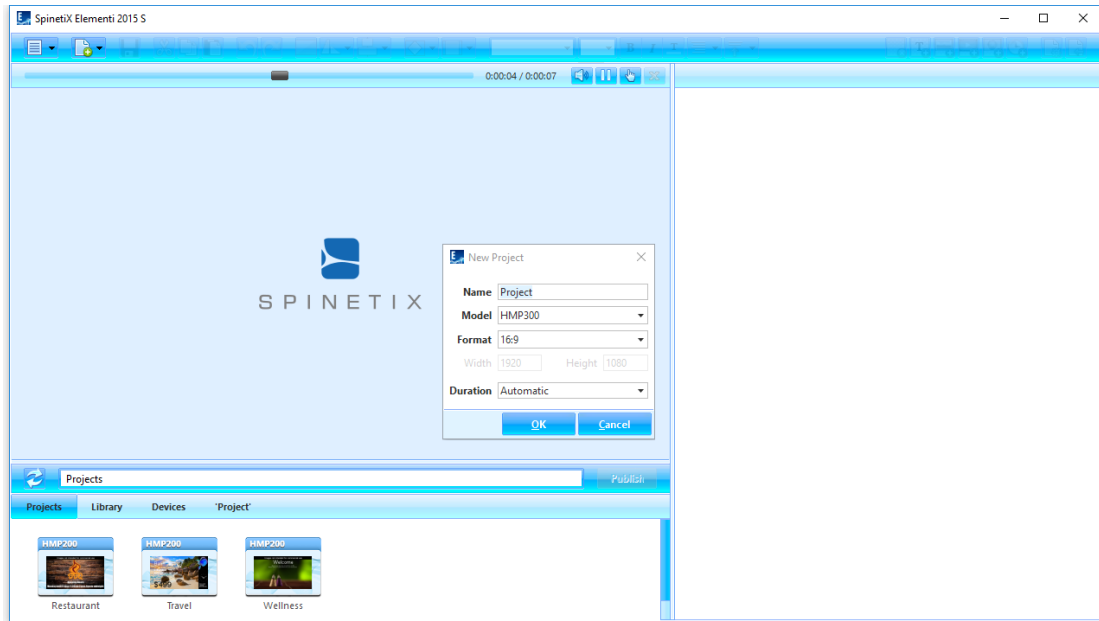 SpinetiX Elementi 2015 S
B I
0:00:04 / 0:00:07
SPINETIX
New Project
Name Project
Model HMP300
Format 16:9
Width 1920 Height 1080
Duration Automatic
OK Cancel
Projects Publish
Projects Library Devices 'Project'
HMP200 HMP200 HMP200
Welcome
$499
Restaurant Travel Wellness